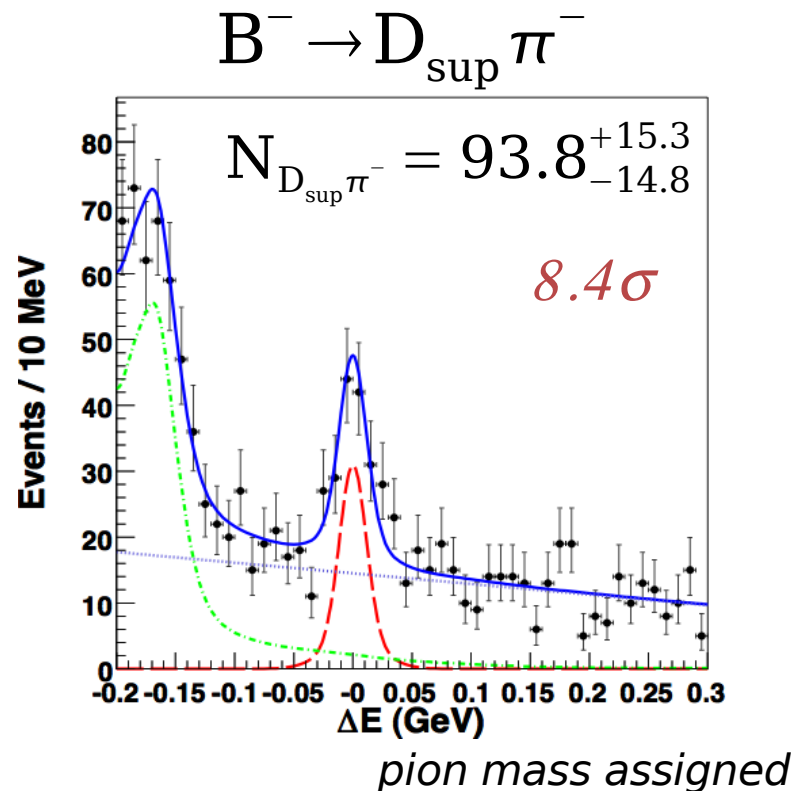 B⁻ → D_sup π⁻
N_{D_sup π⁻} = 93.8 +15.3 −14.8
8.4σ
Events / 10 MeV
80
70
60
50
40
30
20
10
0
-0.2 -0.15 -0.1 -0.05 -0 0.05 0.1 0.15 0.2 0.25 0.3
ΔE (GeV)
pion mass assigned